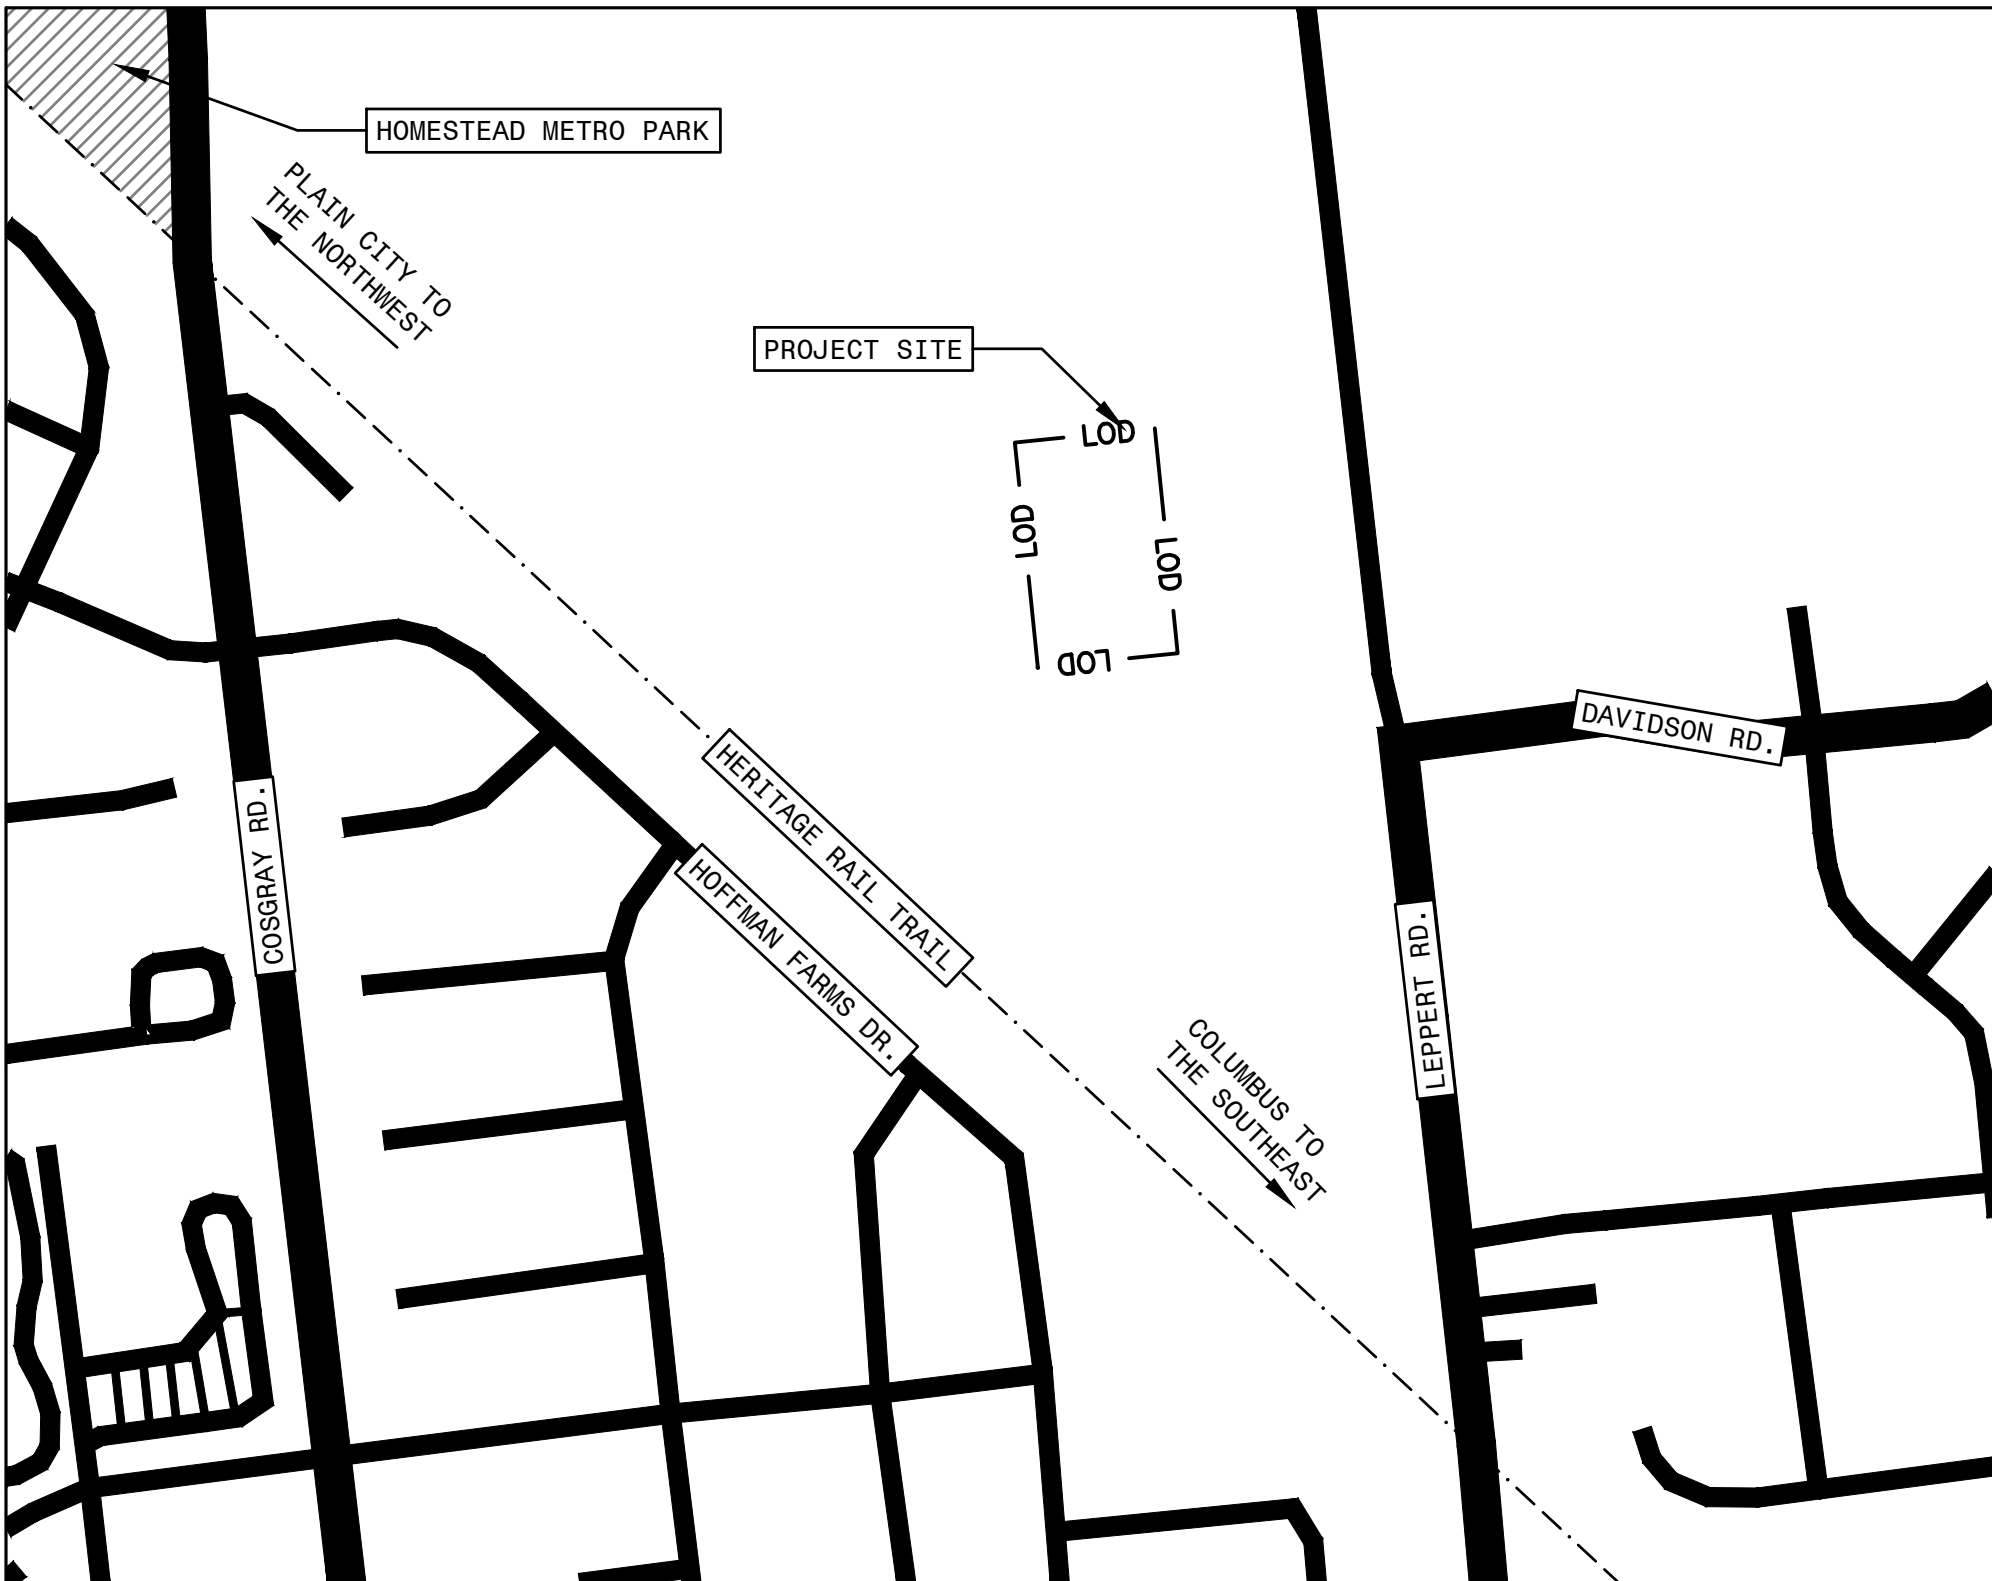 HOMESTEAD METRO PARK
PLAIN CITY TO
THE NORTHWEST
PROJECT SITE
LOD
LOD
LOD
LOD
DAVIDSON RD.
HERITAGE RAIL TRAIL
COSGRAY RD.
HOFFMAN FARMS DR.
LEPPERT RD.
COLUMBUS TO
THE SOUTHEAST